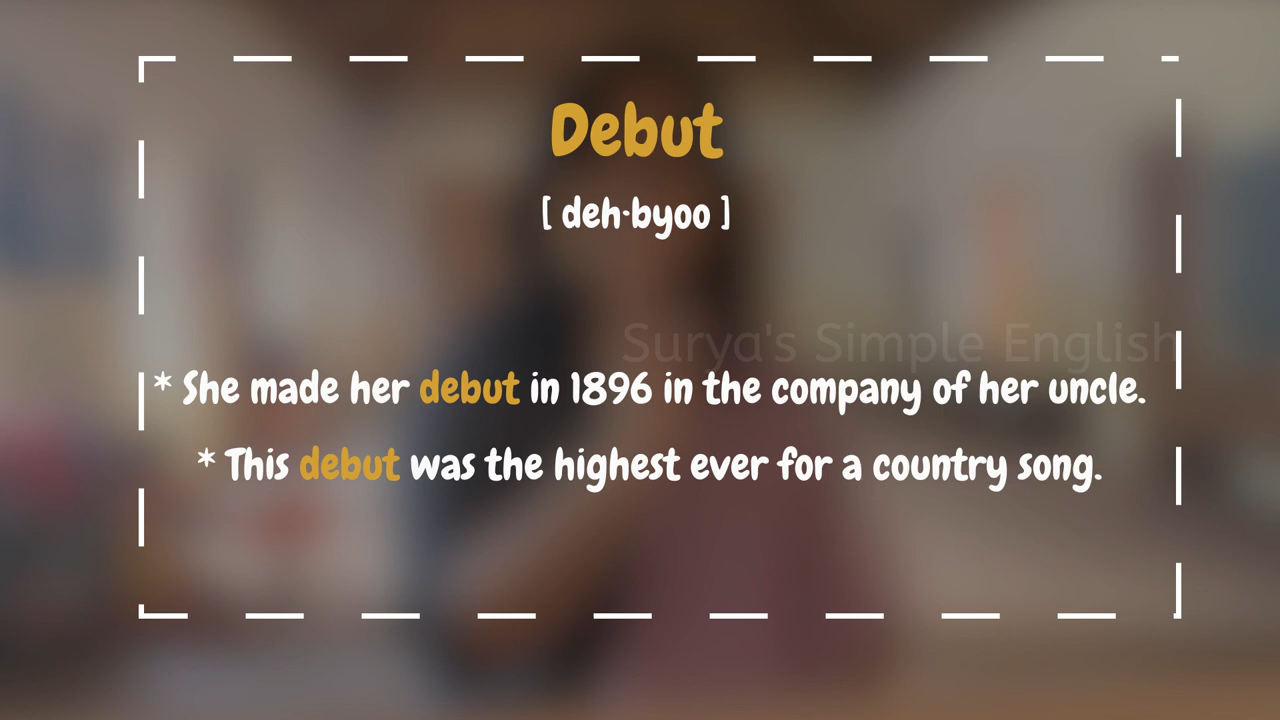 Debut
[ deh·byoo ]
Surya's Simple English
* She made her debut in 1896 in the company of her uncle.
* This debut was the highest ever for a country song.